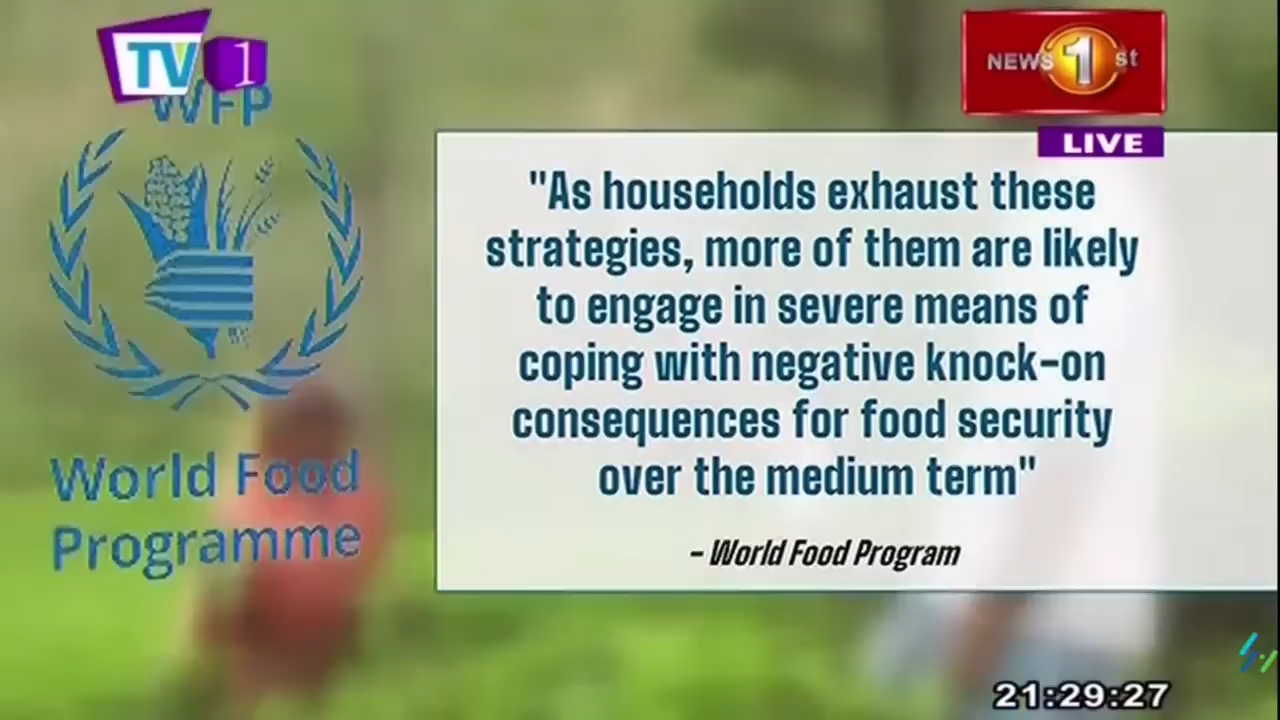 TV 1
NEWS 1st
LIVE
WFP
"As households exhaust these
strategies, more of them are likely
to engage in severe means of
coping with negative knock-on
consequences for food security
over the medium term"
- World Food Program
World Food
Programme
21:29:27